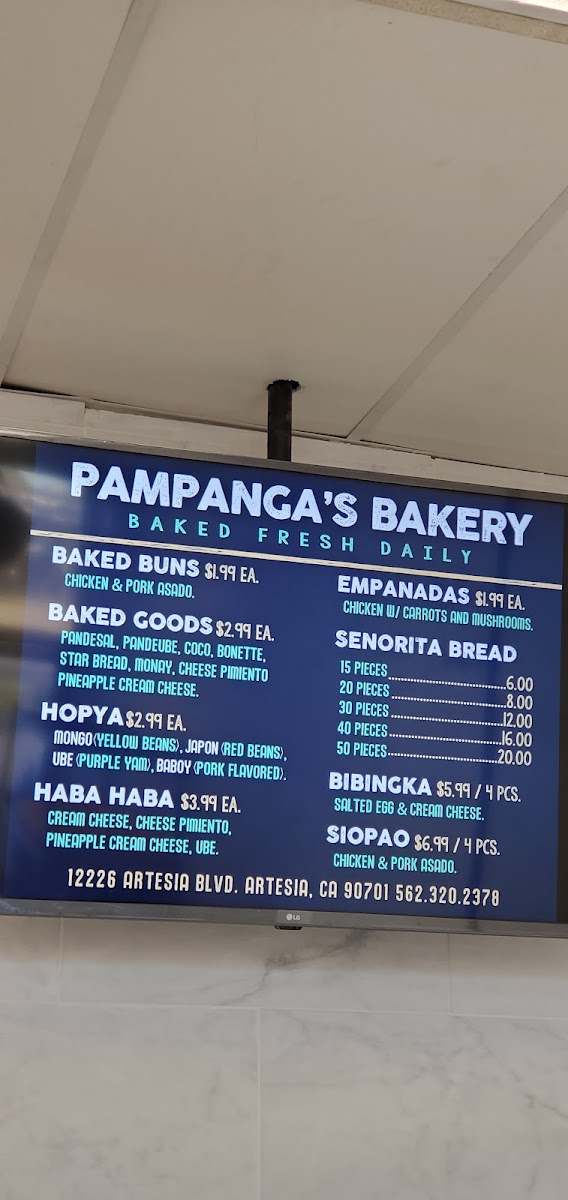 PAMPANGA'S BAKERY
BAKED FRESH DAILY
BAKED BUNS $1.99 EA.
CHICKEN & PORK ASADO.
BAKED GOODS $2.99 EA.
PANDESAL, PANDEUBE, COCO, BONETTE,
STAR BREAD, MONAY, CHEESE PIMIENTO
PINEAPPLE CREAM CHEESE.
HOPYA $2.99 EA.
MONGO (YELLOW BEANS), JAPON (RED BEANS),
UBE (PURPLE YAM), BABOY (PORK FLAVORED).
HABA HABA $3.99 EA.
CREAM CHEESE, CHEESE PIMIENTO,
PINEAPPLE CREAM CHEESE, UBE.
EMPANADAS $1.99 EA.
CHICKEN W/ CARROTS AND MUSHROOMS.
SENORITA BREAD
15 PIECES..............................6.00
20 PIECES..............................8.00
30 PIECES..............................12.00
40 PIECES..............................16.00
50 PIECES..............................20.00
BIBINGKA $5.99 / 4 PCS.
SALTED EGG & CREAM CHEESE.
SIOPAO $6.99 / 4 PCS.
CHICKEN & PORK ASADO.
12226 ARTESIA BLVD. ARTESIA, CA 90701 562.320.2378
LG